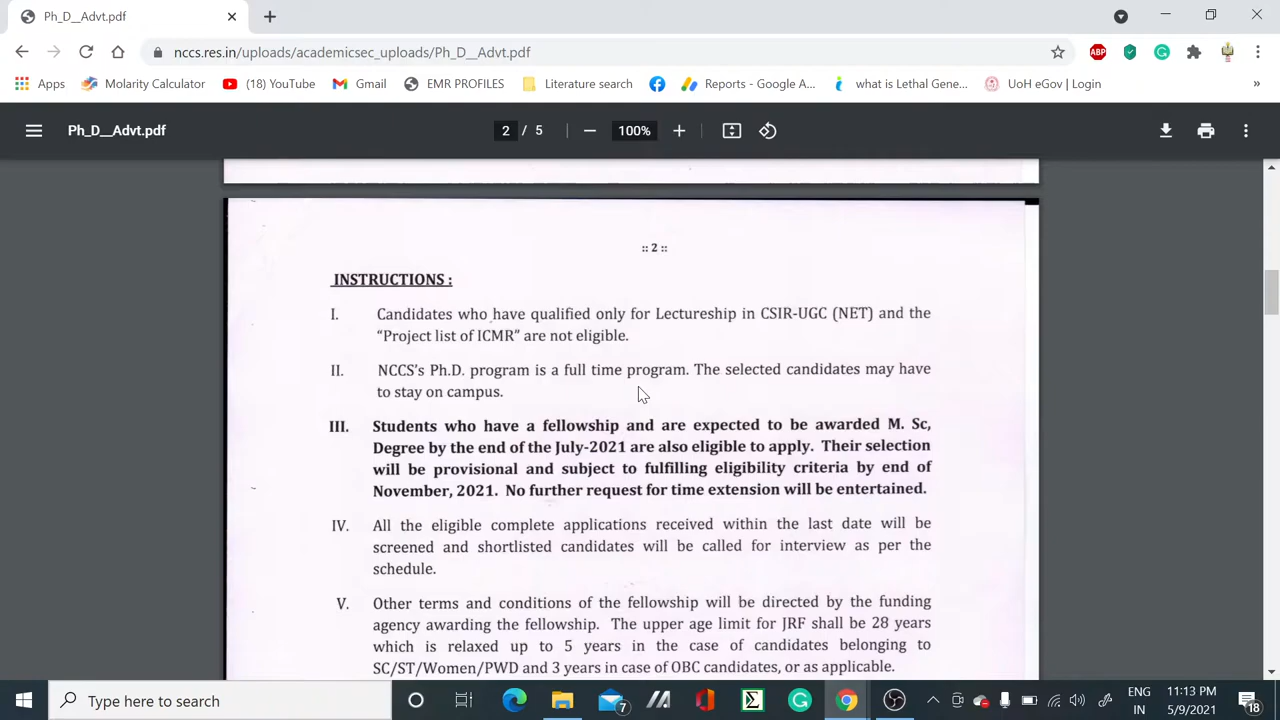 Ph_D__Advt.pdf
nccs.res.in/uploads/academicsec_uploads/Ph_D__Advt.pdf
ABP
Apps Molarity Calculator (18) YouTube Gmail EMR PROFILES Literature search Reports - Google A... what is Lethal Gene... UoH eGov | Login »
Ph_D__Advt.pdf 2 / 5 100%
:: 2 ::
INSTRUCTIONS :
I. Candidates who have qualified only for Lectureship in CSIR-UGC (NET) and the
“Project list of ICMR” are not eligible.
II. NCCS’s Ph.D. program is a full time program. The selected candidates may have
to stay on campus.
III. Students who have a fellowship and are expected to be awarded M. Sc,
Degree by the end of the July-2021 are also eligible to apply. Their selection
will be provisional and subject to fulfilling eligibility criteria by end of
November, 2021. No further request for time extension will be entertained.
IV. All the eligible complete applications received within the last date will be
screened and shortlisted candidates will be called for interview as per the
schedule.
V. Other terms and conditions of the fellowship will be directed by the funding
agency awarding the fellowship. The upper age limit for JRF shall be 28 years
which is relaxed up to 5 years in the case of candidates belonging to
SC/ST/Women/PWD and 3 years in case of OBC candidates, or as applicable.
Type here to search
7
ENG
IN
11:13 PM
5/9/2021
18